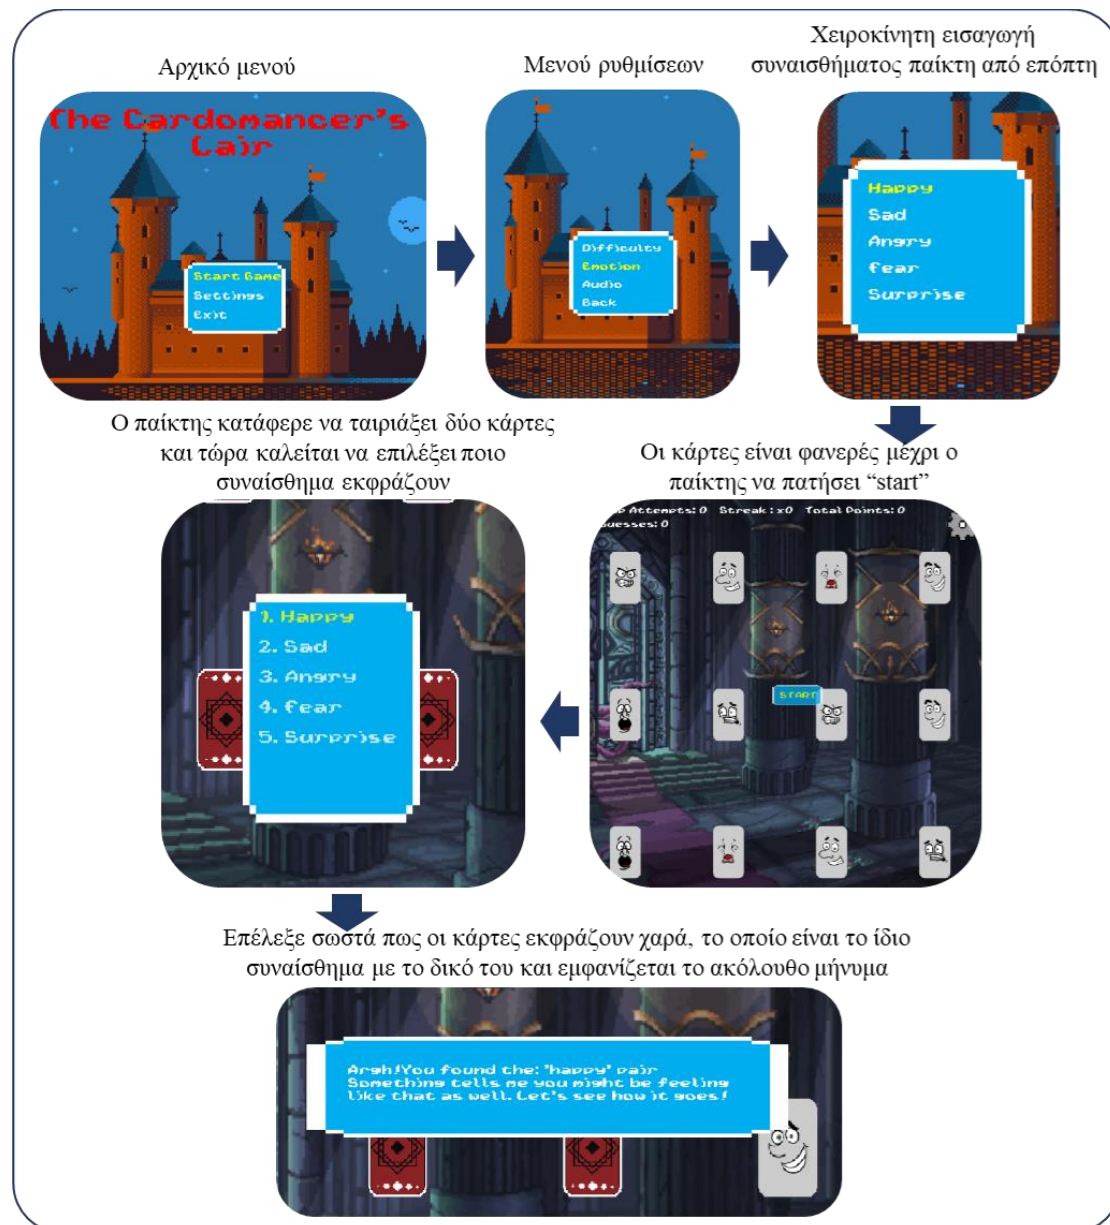 Αρχικό μενού
The Cardomancer's
Lair
Start Game
Settings
Exit
Μενού ρυθμίσεων
Difficulty
Emotion
Audio
Back
Χειροκίνητη εισαγωγή
συναισθήματος παίκτη από επόπτη
Happy
Sad
Angry
Fear
Surprise
Οι κάρτες είναι φανερές μέχρι ο
παίκτης να πατήσει “start”
Attempts: 0 Streak : x0 Total Points: 0
START
Ο παίκτης κατάφερε να ταιριάξει δύο κάρτες
και τώρα καλείται να επιλέξει ποιο
συναίσθημα εκφράζουν
1. Happy
2. Sad
3. Angry
4. Fear
5. Surprise
Επέλεξε σωστά πως οι κάρτες εκφράζουν χαρά, το οποίο είναι το ίδιο
συναίσθημα με το δικό του και εμφανίζεται το ακόλουθο μήνυμα
Argh!You found the: 'happy' pair
Something tells me you might be feeling
like that as well. Let's see how it goes!